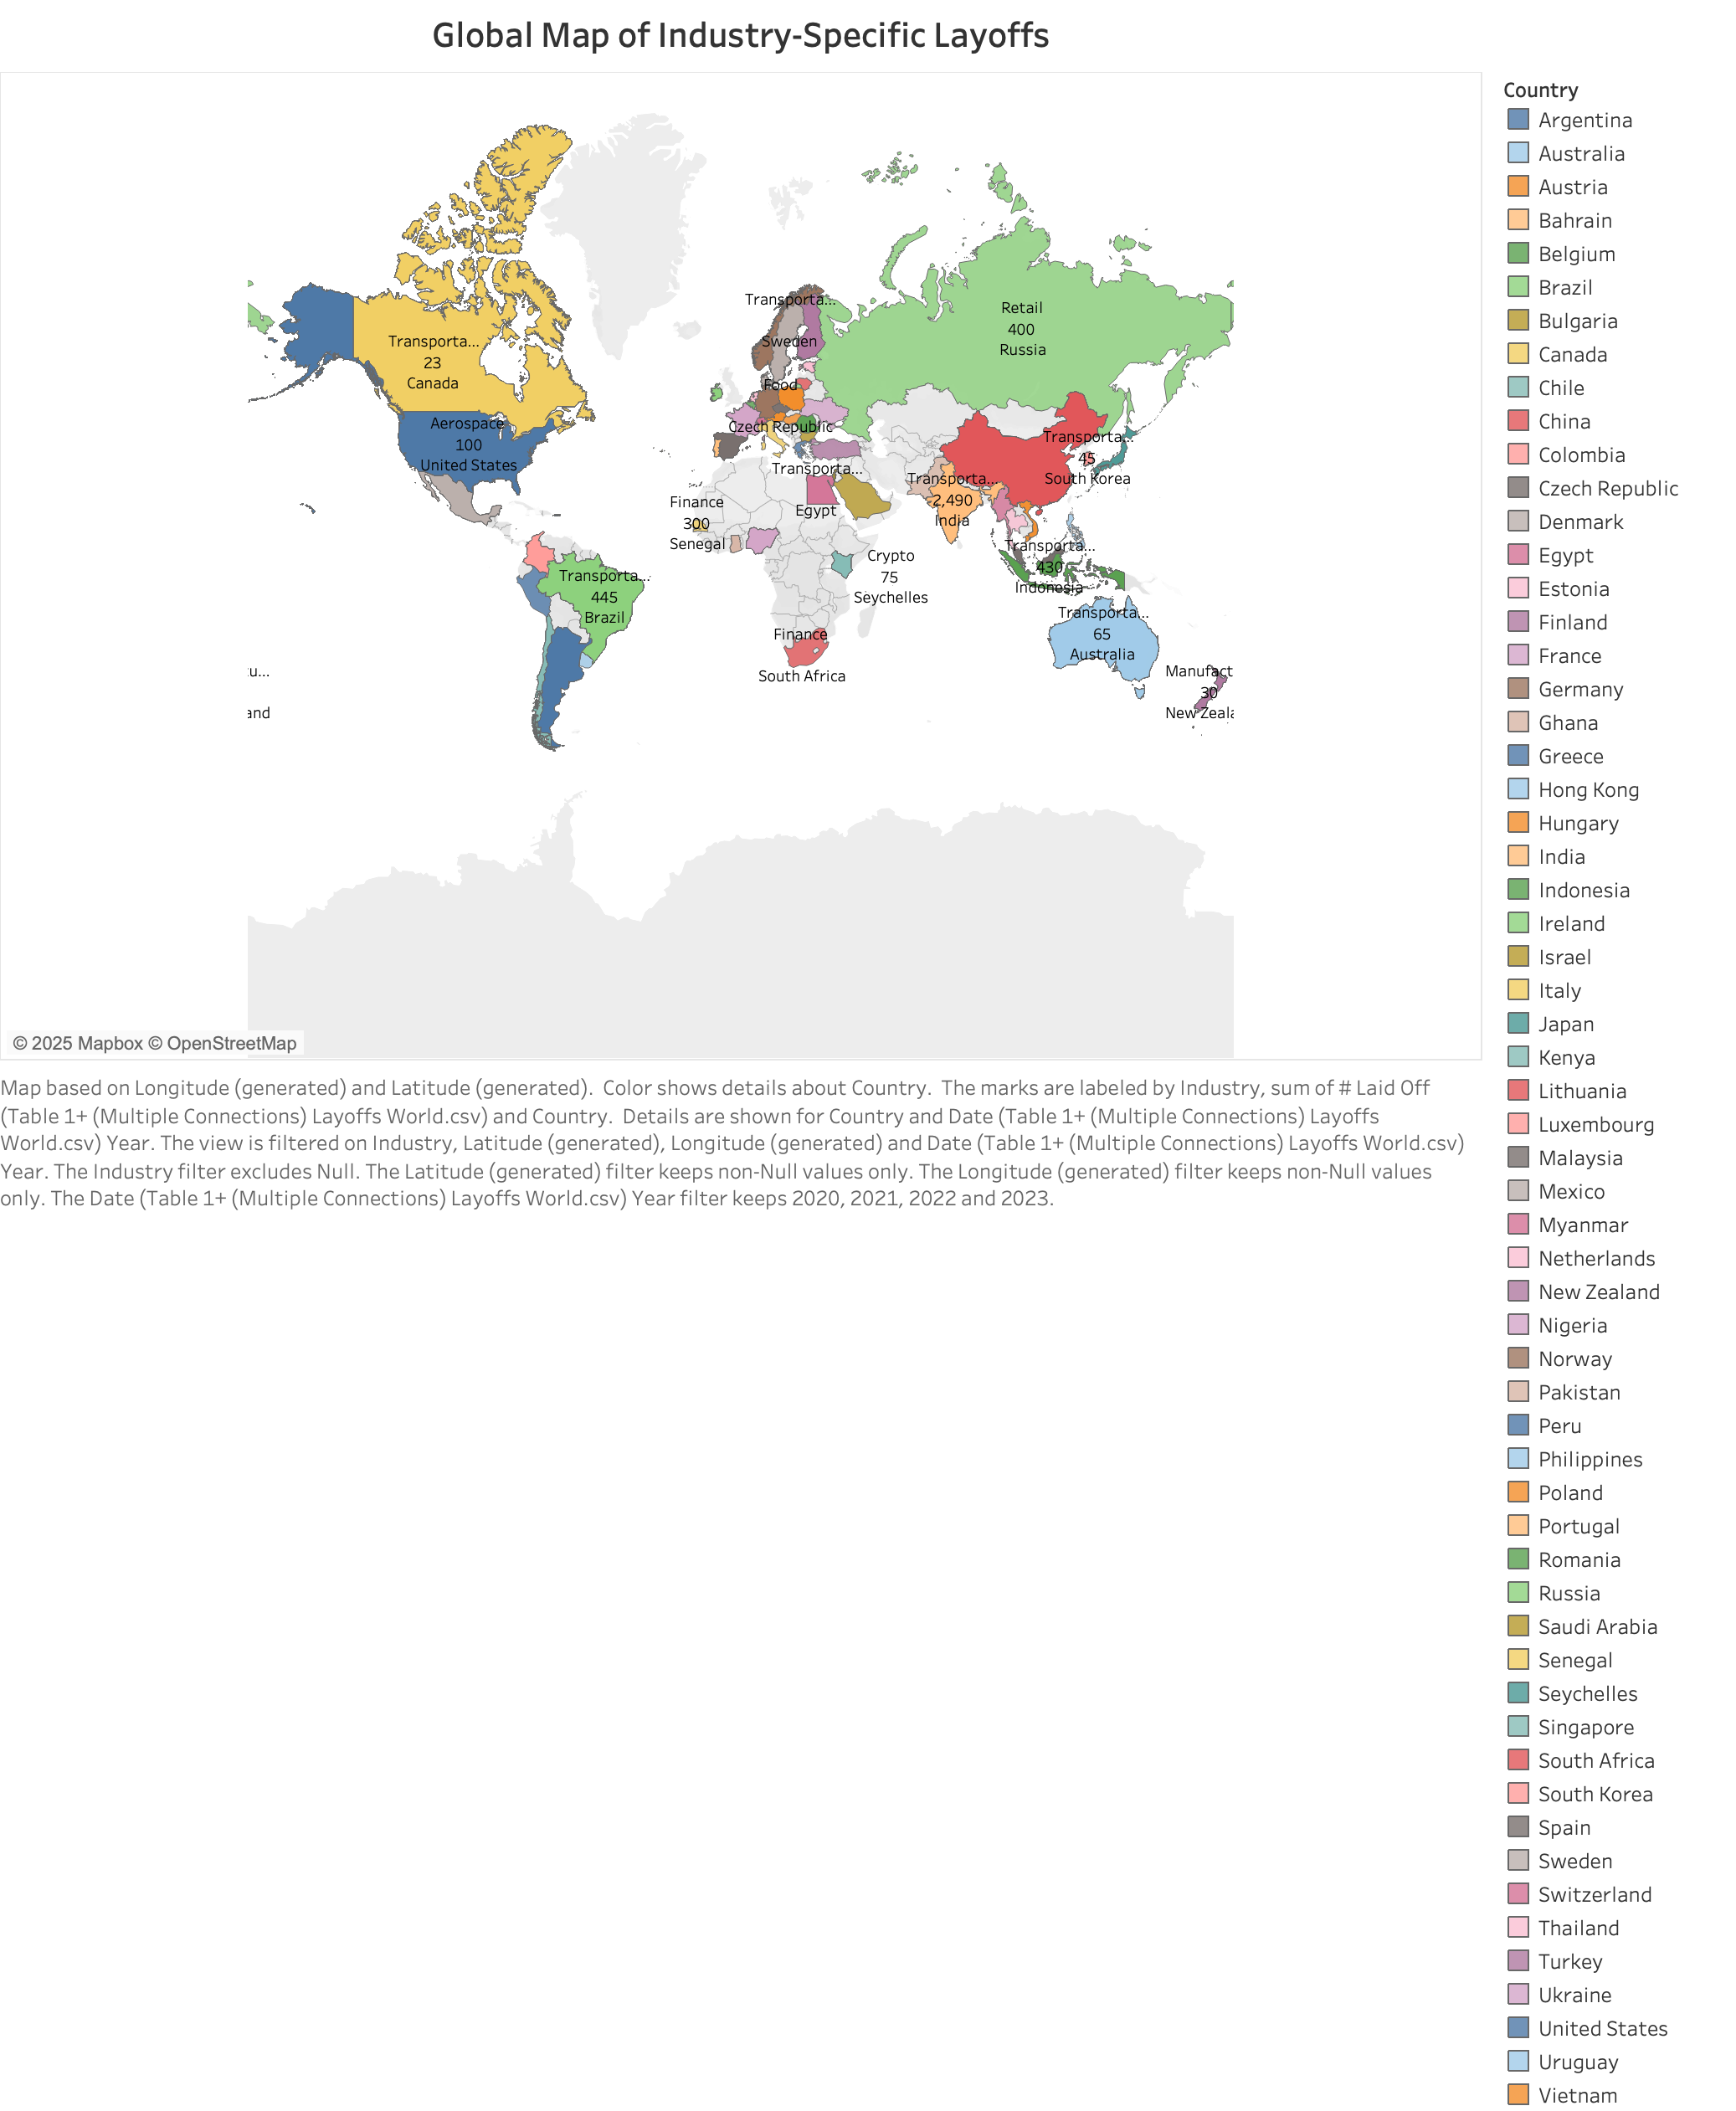 Global Map of Industry-Specific Layoffs
Transporta...
23
Canada
Aerospace
100
United States
Transporta...
445
Brazil
Transporta...
Sweden
Food
Czech Republic
Transporta...
Egypt
Finance
300
Senegal
Crypto
75
Seychelles
Finance
South Africa
Retail
400
Russia
Transporta...
45
South Korea
Transporta...
2,490
India
Transporta...
430
Indonesia
Transporta...
65
Australia
Manufact
30
New Zeala
u...
and
© 2025 Mapbox © OpenStreetMap
Map based on Longitude (generated) and Latitude (generated). Color shows details about Country. The marks are labeled by Industry, sum of # Laid Off
(Table 1+ (Multiple Connections) Layoffs World.csv) and Country. Details are shown for Country and Date (Table 1+ (Multiple Connections) Layoffs
World.csv) Year. The view is filtered on Industry, Latitude (generated), Longitude (generated) and Date (Table 1+ (Multiple Connections) Layoffs World.csv)
Year. The Industry filter excludes Null. The Latitude (generated) filter keeps non-Null values only. The Longitude (generated) filter keeps non-Null values
only. The Date (Table 1+ (Multiple Connections) Layoffs World.csv) Year filter keeps 2020, 2021, 2022 and 2023.
Country
Argentina
Australia
Austria
Bahrain
Belgium
Brazil
Bulgaria
Canada
Chile
China
Colombia
Czech Republic
Denmark
Egypt
Estonia
Finland
France
Germany
Ghana
Greece
Hong Kong
Hungary
India
Indonesia
Ireland
Israel
Italy
Japan
Kenya
Lithuania
Luxembourg
Malaysia
Mexico
Myanmar
Netherlands
New Zealand
Nigeria
Norway
Pakistan
Peru
Philippines
Poland
Portugal
Romania
Russia
Saudi Arabia
Senegal
Seychelles
Singapore
South Africa
South Korea
Spain
Sweden
Switzerland
Thailand
Turkey
Ukraine
United States
Uruguay
Vietnam